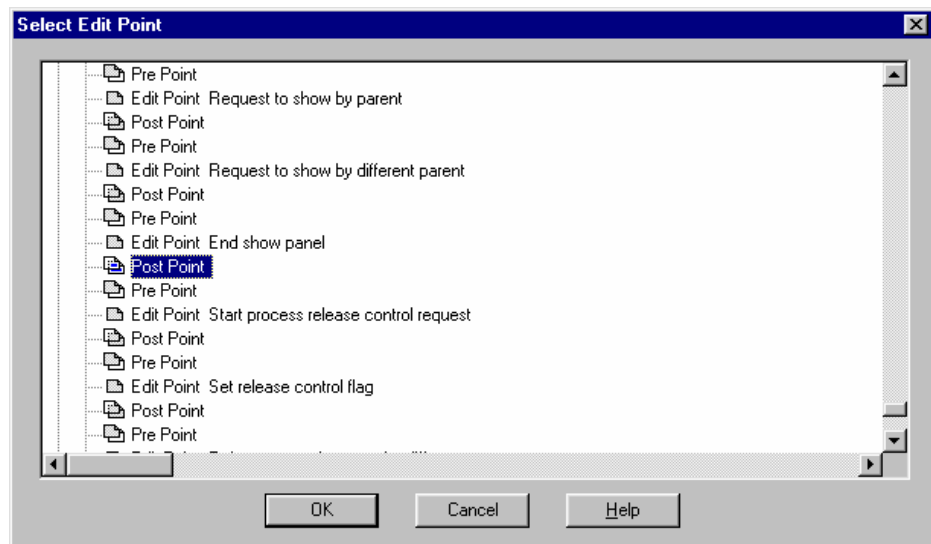 Select Edit Point
Pre Point
Edit Point Request to show by parent
Post Point
Pre Point
Edit Point Request to show by different parent
Post Point
Pre Point
Edit Point End show panel
Post Point
Pre Point
Edit Point Start process release control request
Post Point
Pre Point
Edit Point Set release control flag
Post Point
Pre Point
OK Cancel Help